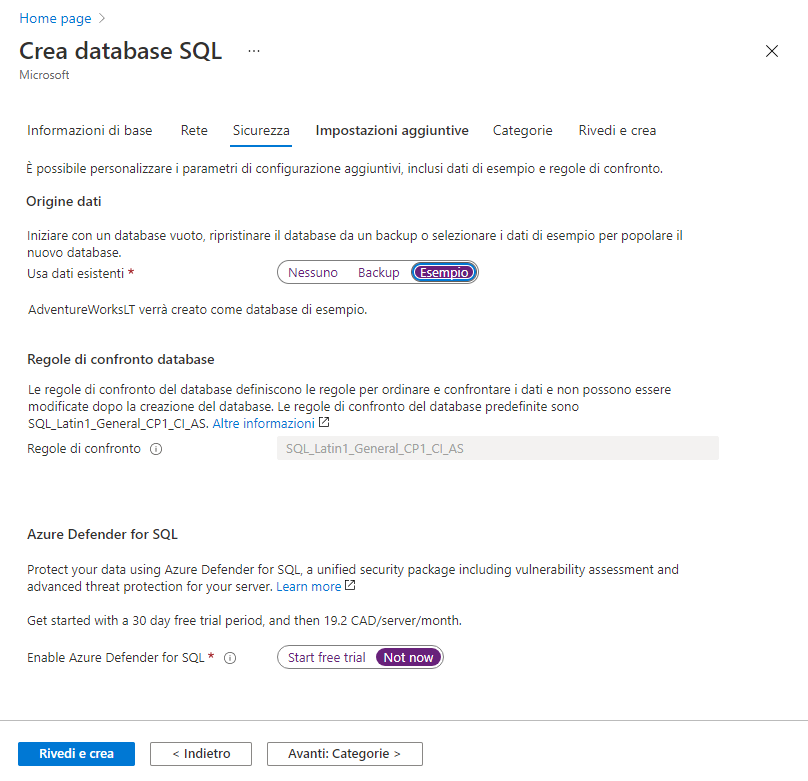 Home page >
Crea database SQL ...
Microsoft
Informazioni di base Rete Sicurezza Impostazioni aggiuntive Categorie Rivedi e crea
È possibile personalizzare i parametri di configurazione aggiuntivi, inclusi dati di esempio e regole di confronto.
Origine dati
Iniziare con un database vuoto, ripristinare il database da un backup o selezionare i dati di esempio per popolare il
nuovo database.
Usa dati esistenti * Nessuno Backup Esempio
AdventureWorksLT verrà creato come database di esempio.
Regole di confronto database
Le regole di confronto del database definiscono le regole per ordinare e confrontare i dati e non possono essere
modificate dopo la creazione del database. Le regole di confronto del database predefinite sono
SQL_Latin1_General_CP1_CI_AS. Altre informazioni
Regole di confronto SQL_Latin1_General_CP1_CI_AS
Azure Defender for SQL
Protect your data using Azure Defender for SQL, a unified security package including vulnerability assessment and
advanced threat protection for your server. Learn more
Get started with a 30 day free trial period, and then 19.2 CAD/server/month.
Enable Azure Defender for SQL * Start free trial Not now
Rivedi e crea < Indietro Avanti: Categorie >